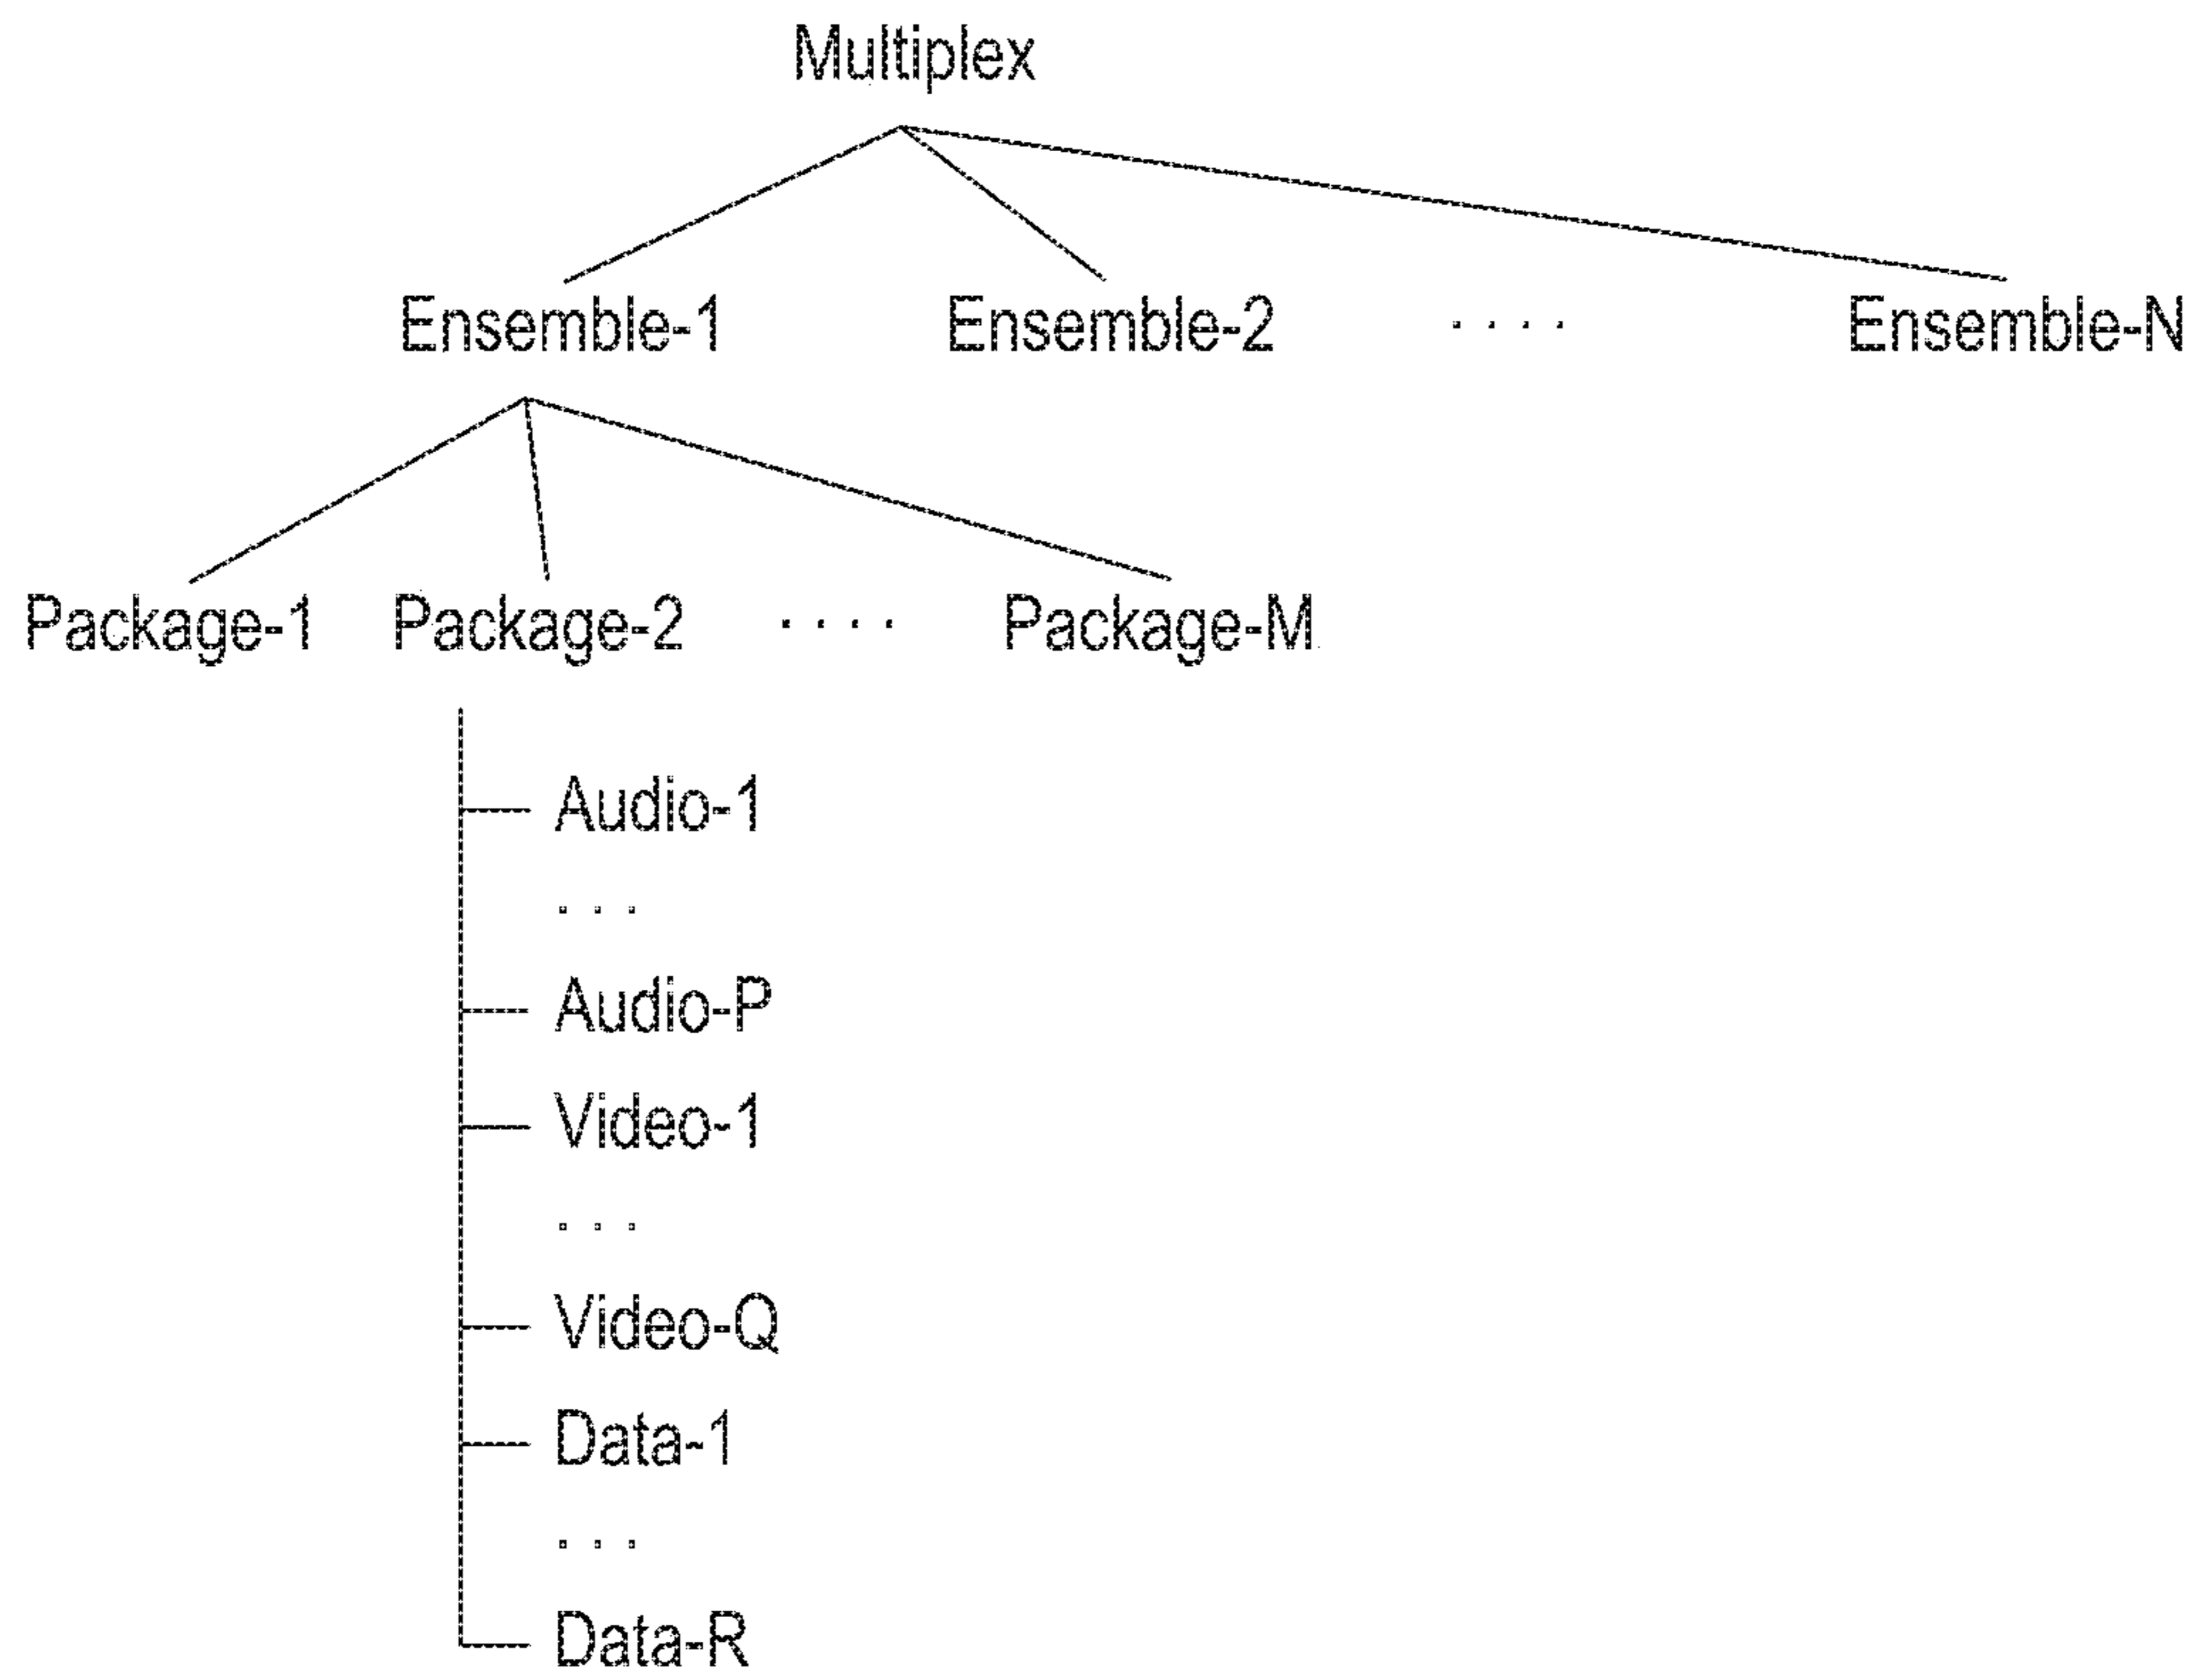 Multiplex
Ensemble-1 Ensemble-2 . . . . Ensemble-N
Package-1 Package-2 . . . . Package-M
Audio-1
. . .
Audio-P
Video-1
. . .
Video-Q
Data-1
. . .
Data-R